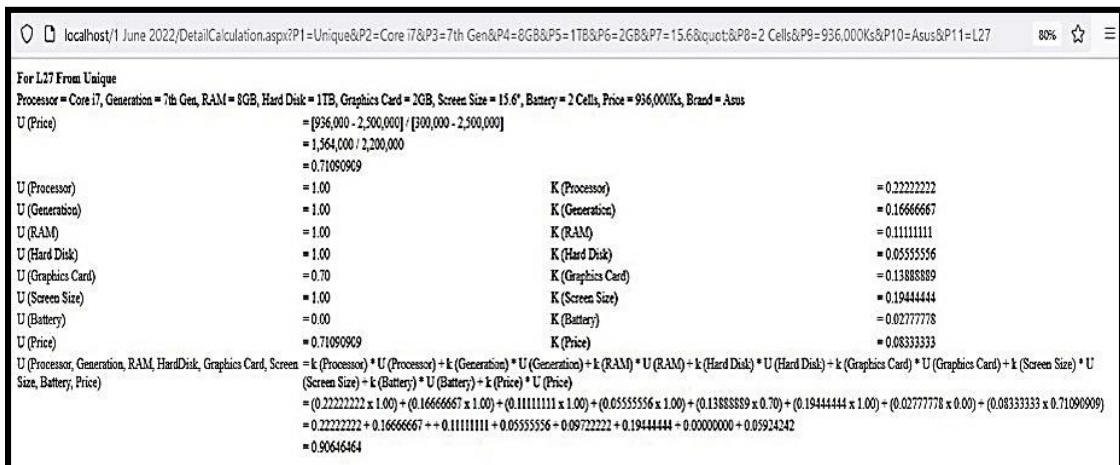 localhost/1 June 2022/DetailCalculation.aspx?P1=Unique&P2=Core i7&P3=7th Gen&P4=8GB&P5=1TB&P6=2GB&P7=15.6&quot;&P8=2 Cells&P9=936,000Ks&P10=Asus&P11=L27 80%
For L27 From Unique
Processor = Core i7, Generation = 7th Gen, RAM = 8GB, Hard Disk = 1TB, Graphics Card = 2GB, Screen Size = 15.6", Battery = 2 Cells, Price = 936,000Ks, Brand = Asus
U (Price) = [936,000 - 2,500,000] / [300,000 - 2,500,000]
= 1,564,000 / 2,200,000
= 0.71090909
U (Processor) = 1.00 K (Processor) = 0.22222222
U (Generation) = 1.00 K (Generation) = 0.16666667
U (RAM) = 1.00 K (RAM) = 0.11111111
U (Hard Disk) = 1.00 K (Hard Disk) = 0.05555556
U (Graphics Card) = 0.70 K (Graphics Card) = 0.13888889
U (Screen Size) = 1.00 K (Screen Size) = 0.19444444
U (Battery) = 0.00 K (Battery) = 0.02777778
U (Price) = 0.71090909 K (Price) = 0.08333333
U (Processor, Generation, RAM, HardDisk, Graphics Card, Screen = k (Processor) * U (Processor) + k (Generation) * U (Generation) + k (RAM) * U (RAM) + k (Hard Disk) * U (Hard Disk) + k (Graphics Card) * U (Graphics Card) + k (Screen Size) * U
Size, Battery, Price) (Screen Size) + k (Battery) * U (Battery) + k (Price) * U (Price)
= (0.22222222 x 1.00) + (0.16666667 x 1.00) + (0.11111111 x 1.00) + (0.05555556 x 1.00) + (0.13888889 x 0.70) + (0.19444444 x 1.00) + (0.02777778 x 0.00) + (0.08333333 x 0.71090909)
= 0.22222222 + 0.16666667 + + 0.11111111 + 0.05555556 + 0.09722222 + 0.19444444 + 0.00000000 + 0.05924242
= 0.90646464